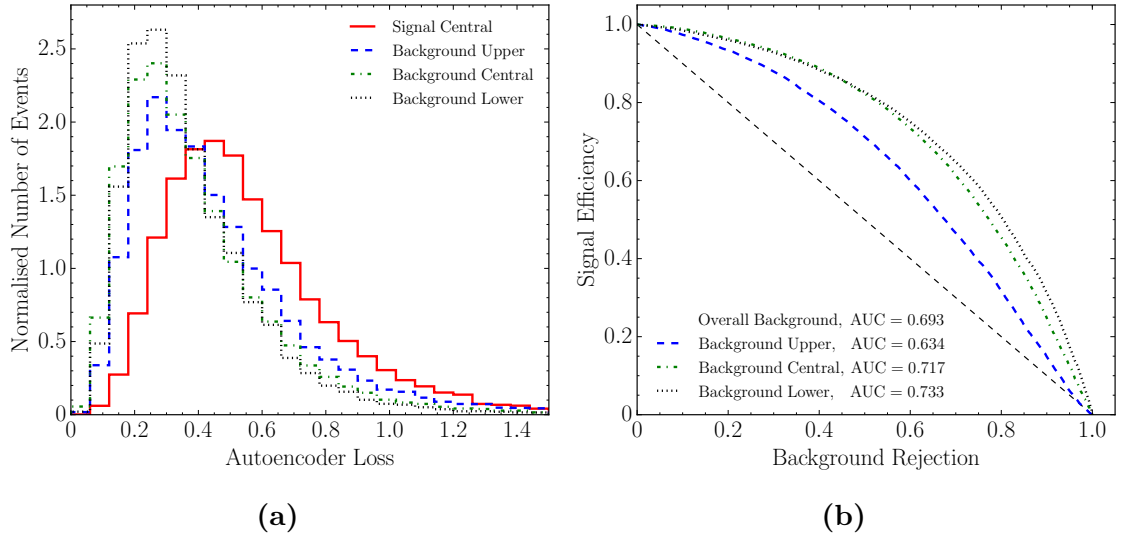 Signal Central
Background Upper
Background Central
Background Lower
Normalised Number of Events
2.5
2.0
1.5
1.0
0.5
0
0 0.2 0.4 0.6 0.8 1.0 1.2 1.4
Autoencoder Loss
(a)
Signal Efficiency
1.0
0.8
0.6
0.4
0.2
0
Overall Background, AUC = 0.693
Background Upper, AUC = 0.634
Background Central, AUC = 0.717
Background Lower, AUC = 0.733
0 0.2 0.4 0.6 0.8 1.0
Background Rejection
(b)